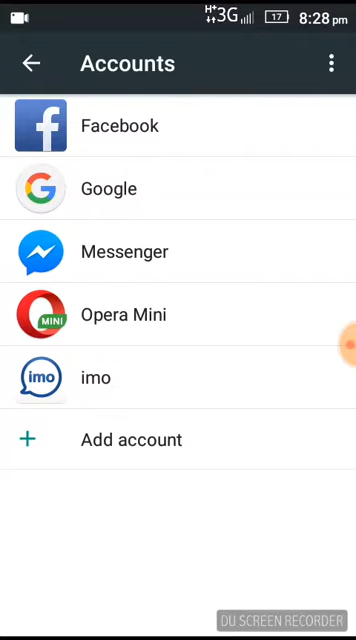 H+ 3G 17 8:28 pm
Accounts
f Facebook
G Google
Messenger
MINI Opera Mini
imo imo
+ Add account
DU SCREEN RECORDER